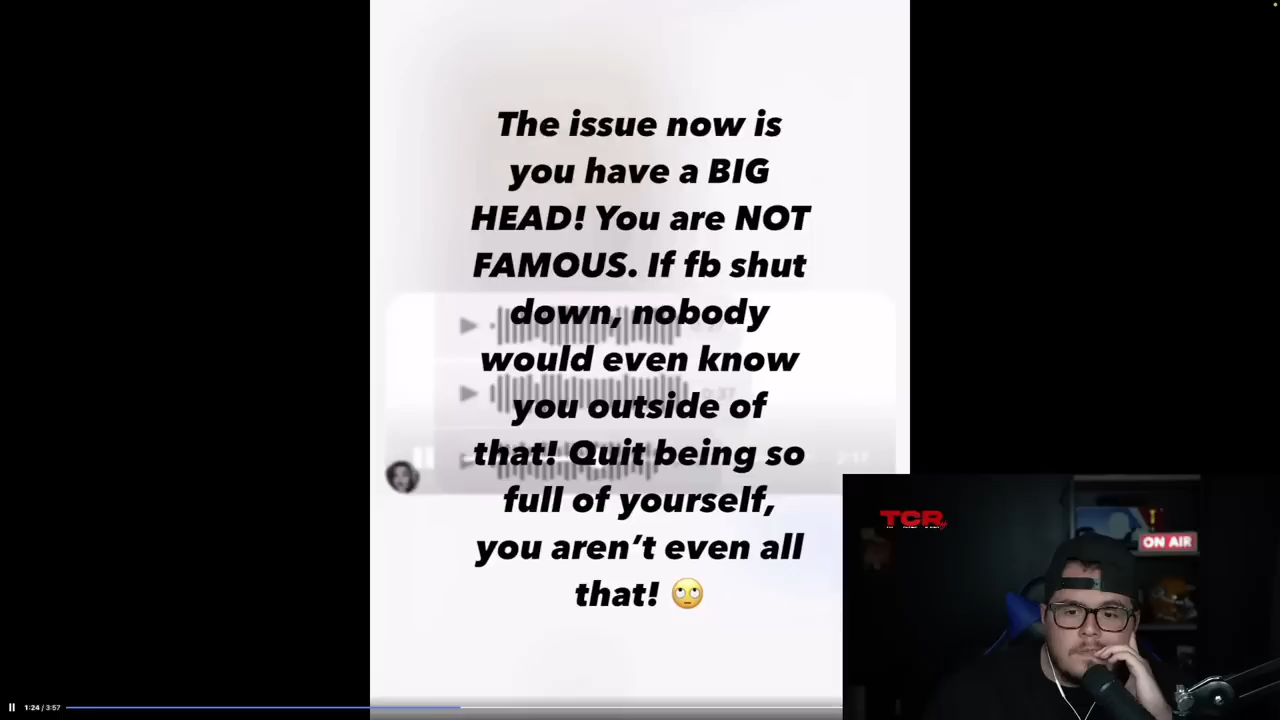 The issue now is
you have a BIG
HEAD! You are NOT
FAMOUS. If fb shut
down, nobody
would even know
you outside of
that! Quit being so
full of yourself,
you aren’t even all
that! 🙄
TCR
ON AIR
1:24 / 3:57